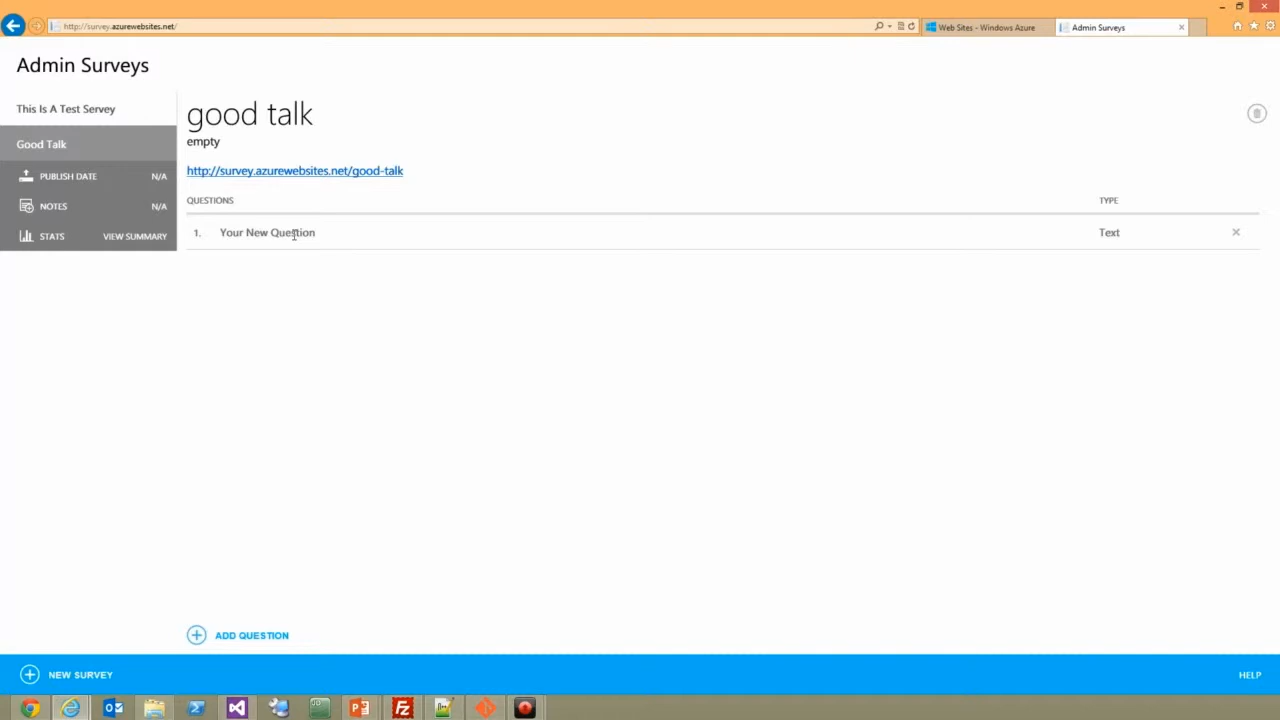 http://survey.azurewebsites.net/
Web Sites - Windows Azure
Admin Surveys
Admin Surveys
This Is A Test Servey
Good Talk
PUBLISH DATE N/A
NOTES N/A
STATS VIEW SUMMARY
good talk
empty
http://survey.azurewebsites.net/good-talk
QUESTIONS TYPE
1. Your New Question Text
ADD QUESTION
NEW SURVEY
HELP